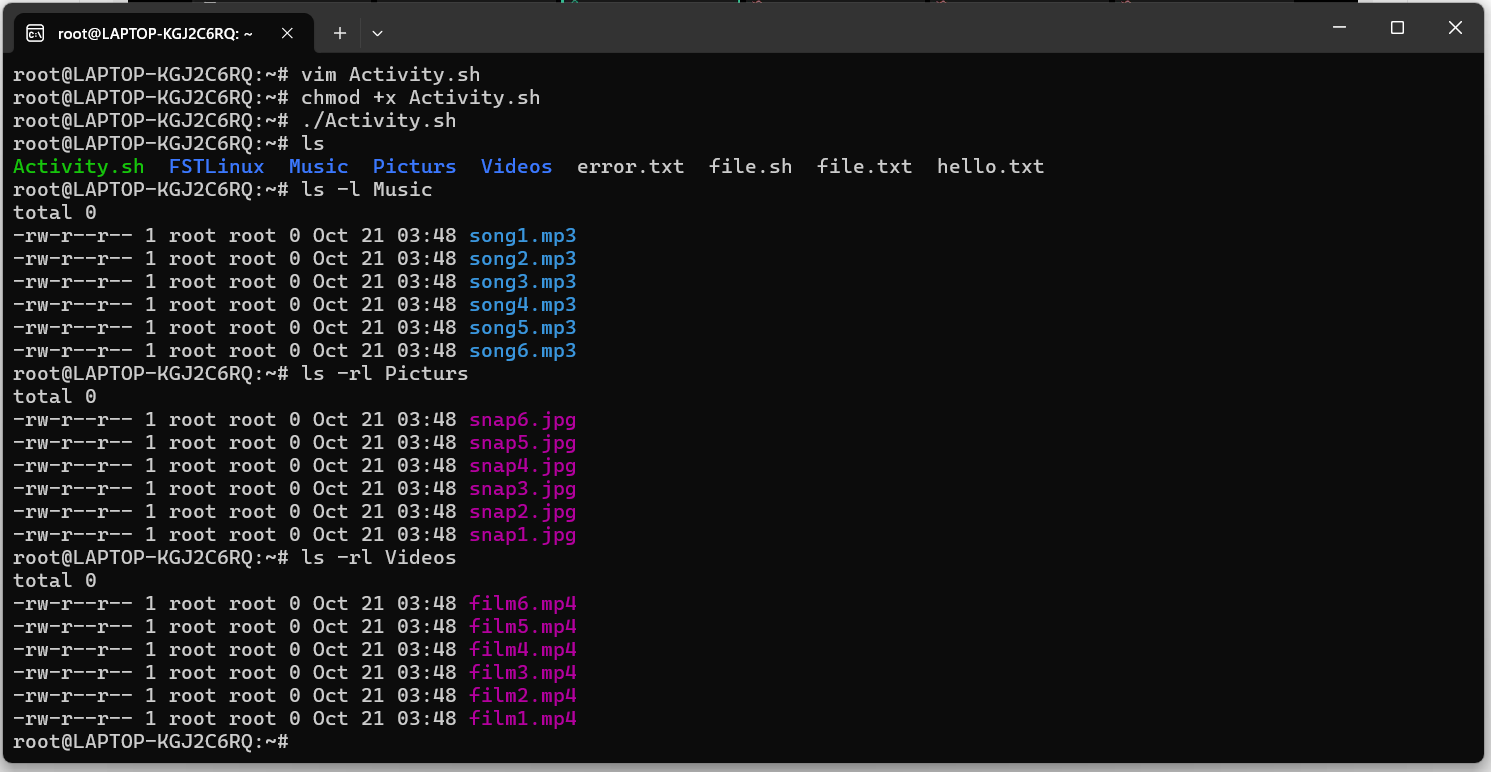 root@LAPTOP-KGJ2C6RQ: ~
root@LAPTOP-KGJ2C6RQ:~# vim Activity.sh
root@LAPTOP-KGJ2C6RQ:~# chmod +x Activity.sh
root@LAPTOP-KGJ2C6RQ:~# ./Activity.sh
root@LAPTOP-KGJ2C6RQ:~# ls
Activity.sh  FSTLinux  Music  Picturs  Videos  error.txt  file.sh  file.txt  hello.txt
root@LAPTOP-KGJ2C6RQ:~# ls -l Music
total 0
-rw-r--r-- 1 root root 0 Oct 21 03:48 song1.mp3
-rw-r--r-- 1 root root 0 Oct 21 03:48 song2.mp3
-rw-r--r-- 1 root root 0 Oct 21 03:48 song3.mp3
-rw-r--r-- 1 root root 0 Oct 21 03:48 song4.mp3
-rw-r--r-- 1 root root 0 Oct 21 03:48 song5.mp3
-rw-r--r-- 1 root root 0 Oct 21 03:48 song6.mp3
root@LAPTOP-KGJ2C6RQ:~# ls -rl Picturs
total 0
-rw-r--r-- 1 root root 0 Oct 21 03:48 snap6.jpg
-rw-r--r-- 1 root root 0 Oct 21 03:48 snap5.jpg
-rw-r--r-- 1 root root 0 Oct 21 03:48 snap4.jpg
-rw-r--r-- 1 root root 0 Oct 21 03:48 snap3.jpg
-rw-r--r-- 1 root root 0 Oct 21 03:48 snap2.jpg
-rw-r--r-- 1 root root 0 Oct 21 03:48 snap1.jpg
root@LAPTOP-KGJ2C6RQ:~# ls -rl Videos
total 0
-rw-r--r-- 1 root root 0 Oct 21 03:48 film6.mp4
-rw-r--r-- 1 root root 0 Oct 21 03:48 film5.mp4
-rw-r--r-- 1 root root 0 Oct 21 03:48 film4.mp4
-rw-r--r-- 1 root root 0 Oct 21 03:48 film3.mp4
-rw-r--r-- 1 root root 0 Oct 21 03:48 film2.mp4
-rw-r--r-- 1 root root 0 Oct 21 03:48 film1.mp4
root@LAPTOP-KGJ2C6RQ:~#